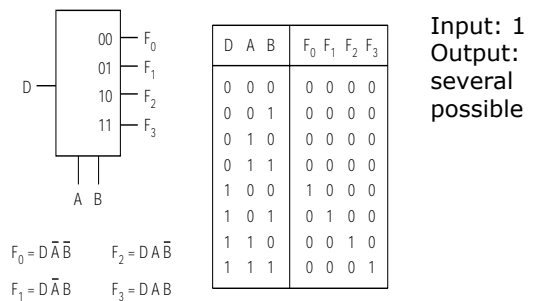 00 F₀
01 F₁
D
10 F₂
11 F₃
A B
F₀ = D A̅ B̅ F₂ = D A B̅
F₁ = D A̅ B F₃ = D A B
D A B F₀ F₁ F₂ F₃
0 0 0 0 0 0 0
0 0 1 0 0 0 0
0 1 0 0 0 0 0
0 1 1 0 0 0 0
1 0 0 1 0 0 0
1 0 1 0 1 0 0
1 1 0 0 0 1 0
1 1 1 0 0 0 1
Input: 1
Output:
several
possible